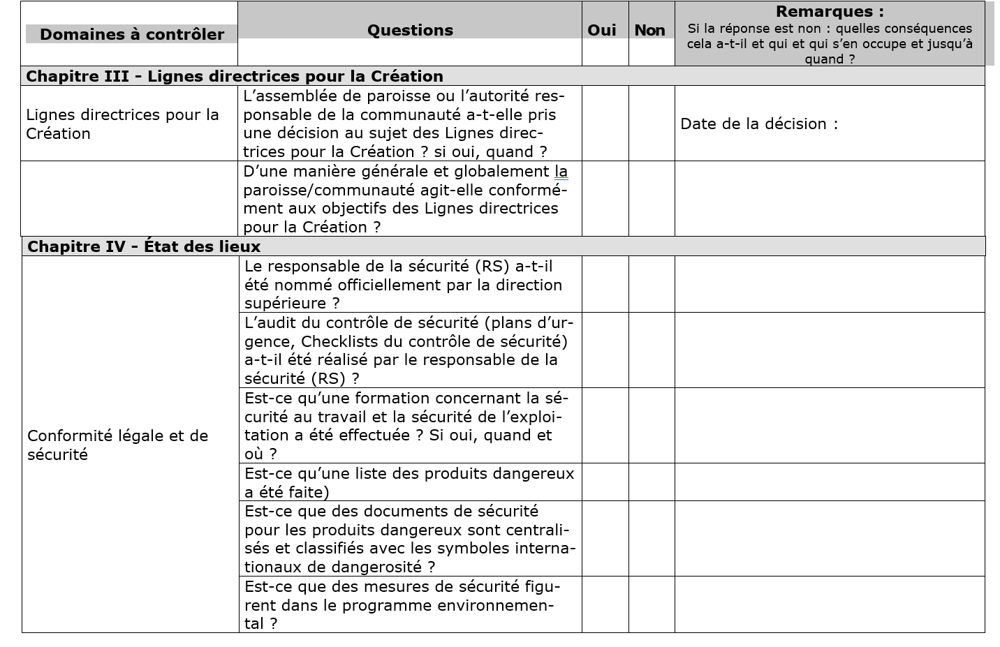 Domaines à contrôler
Questions
Oui
Non
Remarques :
Si la réponse est non : quelles conséquences
cela a-t-il et qui et qui s’en occupe et jusqu’à
quand ?
Chapitre III - Lignes directrices pour la Création
Lignes directrices pour la
Création
L’assemblée de paroisse ou l’autorité res-
ponsable de la communauté a-t-elle pris
une décision au sujet des Lignes direc-
trices pour la Création ? si oui, quand ?
Date de la décision :
D’une manière générale et globalement la
paroisse/communauté agit-elle conformé-
ment aux objectifs des Lignes directrices
pour la Création ?
Chapitre IV - État des lieux
Conformité légale et de
sécurité
Le responsable de la sécurité (RS) a-t-il
été nommé officiellement par la direction
supérieure ?
L’audit du contrôle de sécurité (plans d’ur-
gence, Checklists du contrôle de sécurité)
a-t-il été réalisé par le responsable de la
sécurité (RS) ?
Est-ce qu’une formation concernant la sé-
curité au travail et la sécurité de l’exploi-
tation a été effectuée ? Si oui, quand et
où ?
Est-ce qu’une liste des produits dangereux
a été faite)
Est-ce que des documents de sécurité
pour les produits dangereux sont centrali-
sés et classifiés avec les symboles interna-
tionaux de dangerosité ?
Est-ce que des mesures de sécurité figu-
rent dans le programme environnemen-
tal ?